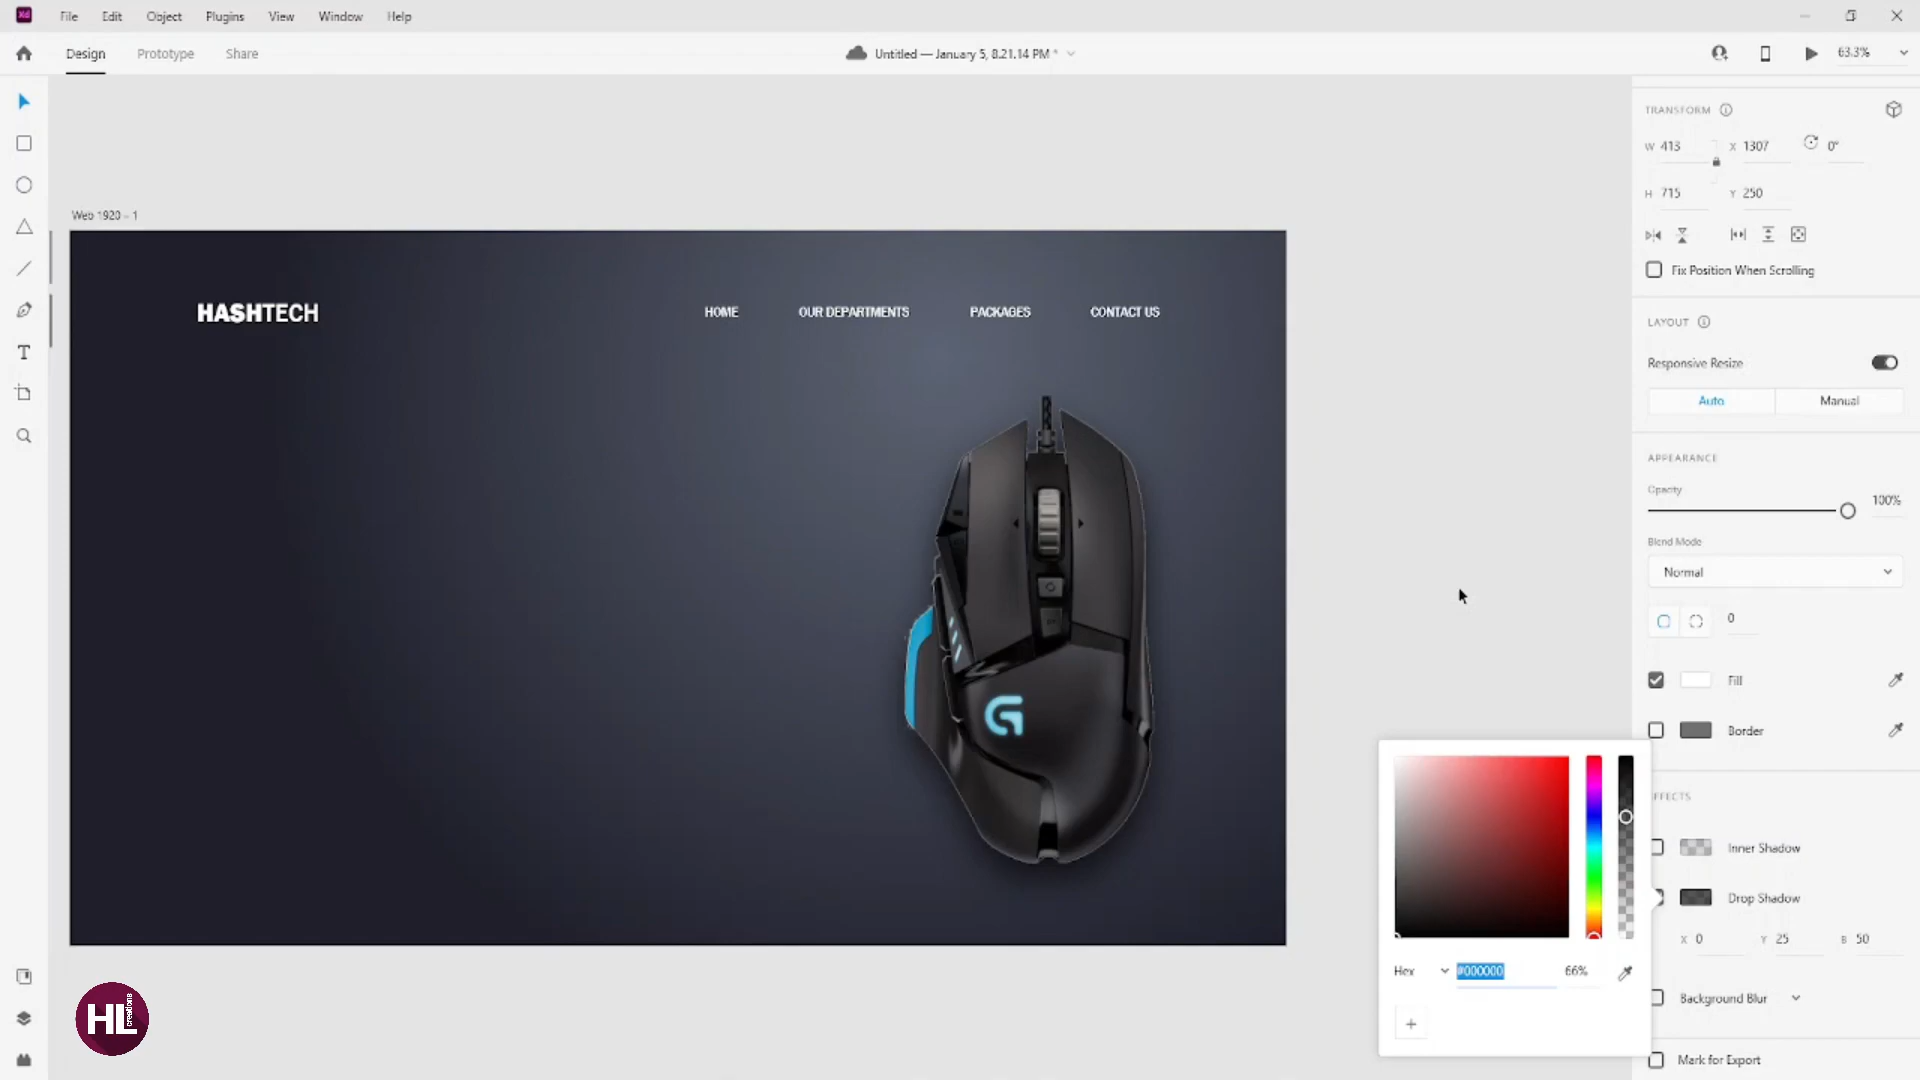 Xd
File Edit Object Plugins View Window Help
Design Prototype Share
Untitled — January 5, 8.21.14 PM *
63.3%
Web 1920 – 1
HASHTECH
HOME OUR DEPARTMENTS PACKAGES CONTACT US
TRANSFORM
W 413 X 1307 0°
H 715 Y 250
Fix Position When Scrolling
LAYOUT
Responsive Resize
Auto Manual
APPEARANCE
Opacity
100%
Blend Mode
Normal
0
Fill
Border
FFECTS
Inner Shadow
Drop Shadow
X 0 Y 25 B 50
Background Blur
Mark for Export
Hex #000000 66%
HL creations